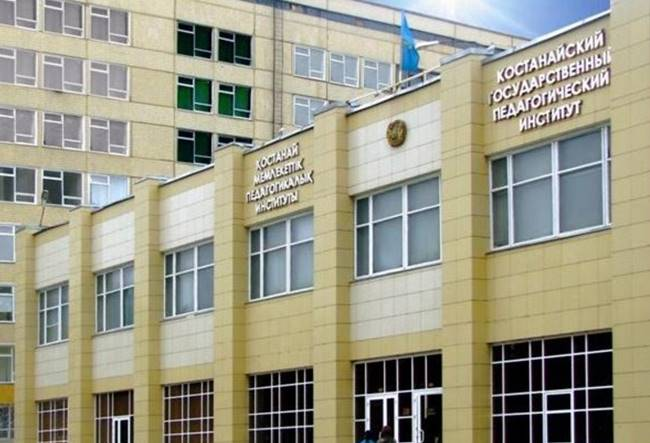 ҚОСТАНАЙ
МЕМЛЕКЕТТІК
ПЕДАГОГИКАЛЫҚ
ИНСТИТУТЫ
КОСТАНАЙСКИЙ
ГОСУДАРСТВЕННЫЙ
ПЕДАГОГИЧЕСКИЙ
ИНСТИТУТ